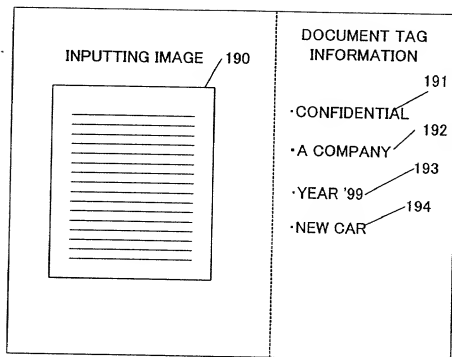 INPUTTING IMAGE 190
DOCUMENT TAG
INFORMATION
191
·CONFIDENTIAL
192
·A COMPANY
193
·YEAR '99
194
·NEW CAR